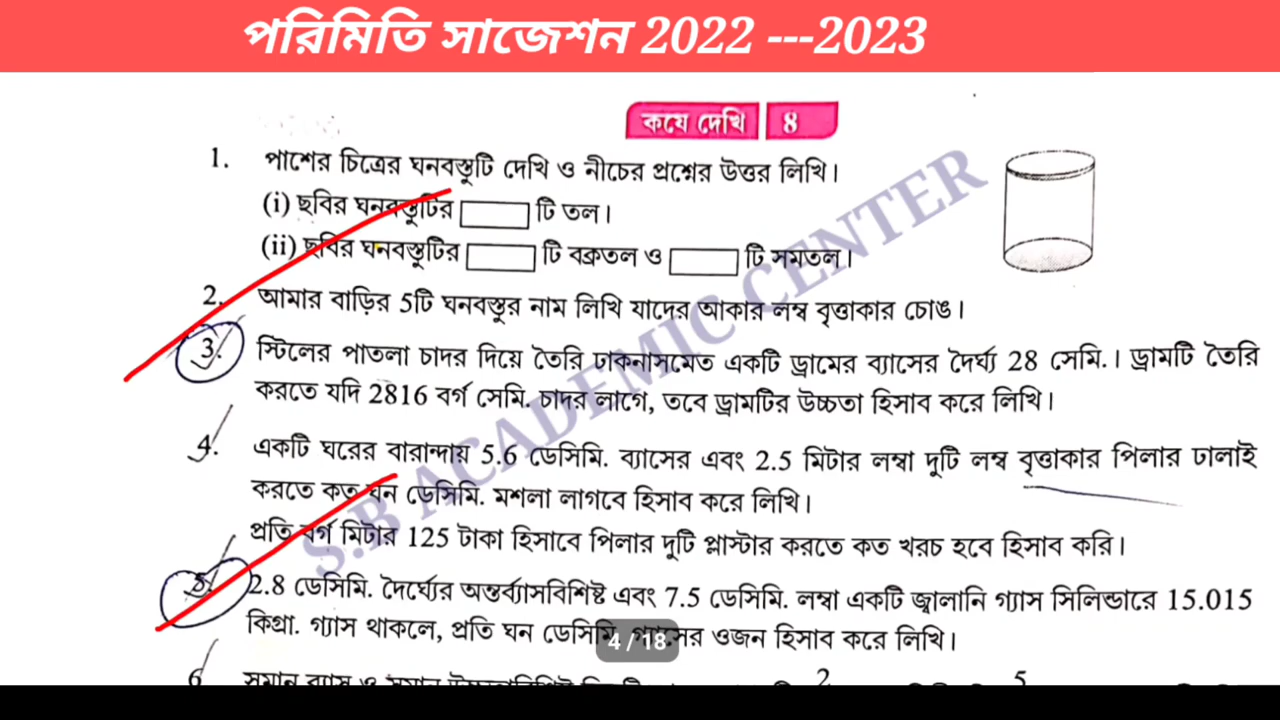 পরিমিতি সাজেশন 2022 ---2023
কষে দেখি 8
1. পাশের চিত্রের ঘনবস্তুটি দেখি ও নীচের প্রশ্নের উত্তর লিখি।
(i) ছবির ঘনবস্তুটির টি তল।
(ii) ছবির ঘনবস্তুটির টি বক্রতল ও টি সমতল।
2. আমার বাড়ির 5টি ঘনবস্তুর নাম লিখি যাদের আকার লম্ব বৃত্তাকার চোঙ।
3. স্টিলের পাতলা চাদর দিয়ে তৈরি ঢাকনাসমেত একটি ড্রামের ব্যাসের দৈর্ঘ্য 28 সেমি.। ড্রামটি তৈরি
করতে যদি 2816 বর্গ সেমি. চাদর লাগে, তবে ড্রামটির উচ্চতা হিসাব করে লিখি।
4. একটি ঘরের বারান্দায় 5.6 ডেসিমি. ব্যাসের এবং 2.5 মিটার লম্বা দুটি লম্ব বৃত্তাকার পিলার ঢালাই
করতে কত ঘন ডেসিমি. মশলা লাগবে হিসাব করে লিখি।
প্রতি বর্গ মিটার 125 টাকা হিসাবে পিলার দুটি প্লাস্টার করতে কত খরচ হবে হিসাব করি।
5. 2.8 ডেসিমি. দৈর্ঘ্যের অন্তর্ব্যাসবিশিষ্ট এবং 7.5 ডেসিমি. লম্বা একটি জ্বালানি গ্যাস সিলিন্ডারে 15.015
কিগ্রা. গ্যাস থাকলে, প্রতি ঘন ডেসিমি. গ্যাসের ওজন হিসাব করে লিখি।
4 / 18
6 2 5
S.B ACADEMIC CENTER